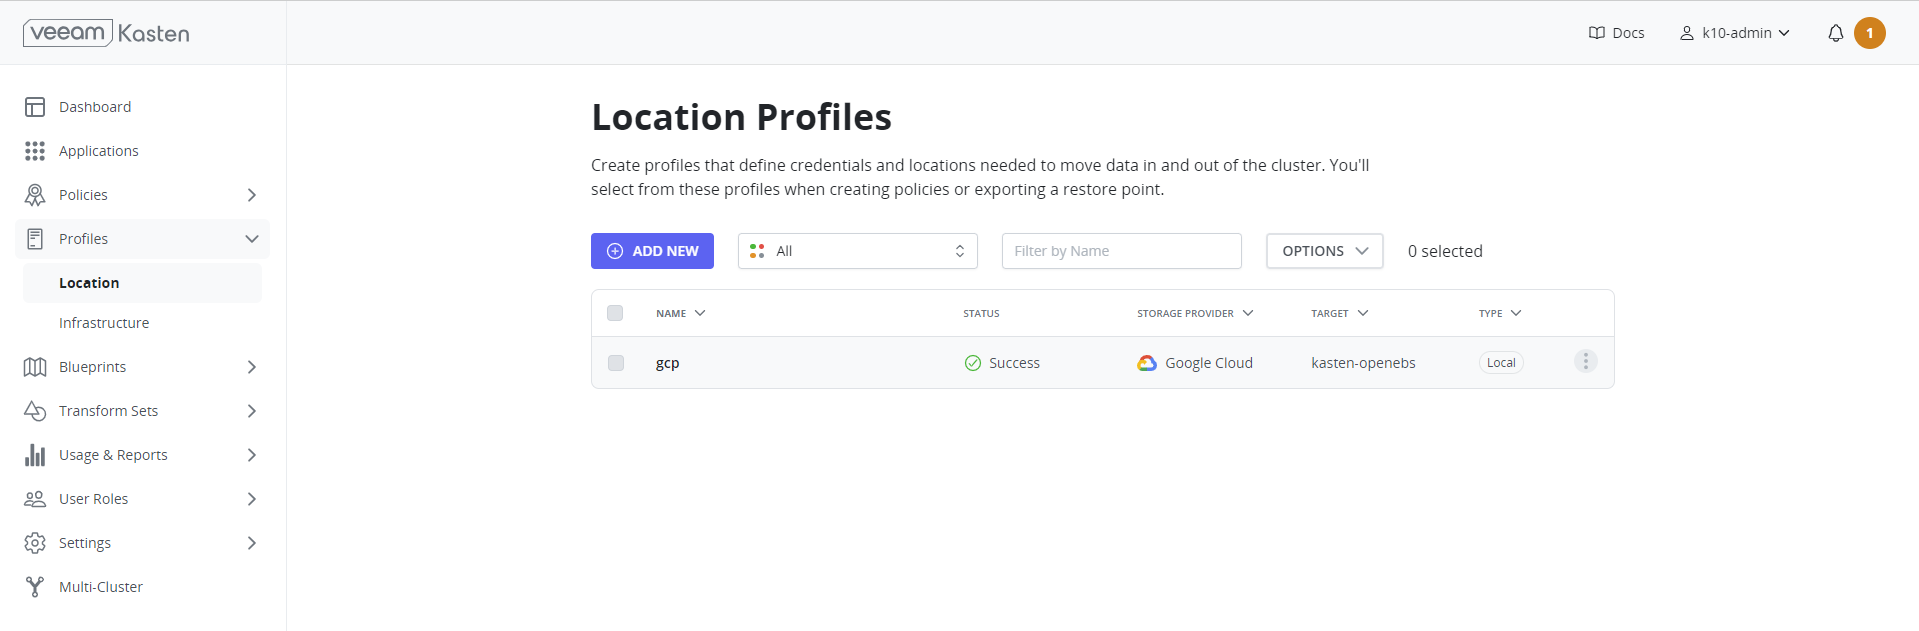 veeam Kasten
Docs
k10-admin
1
Dashboard
Applications
Policies
Profiles
Location
Infrastructure
Blueprints
Transform Sets
Usage & Reports
User Roles
Settings
Multi-Cluster
Location Profiles
Create profiles that define credentials and locations needed to move data in and out of the cluster. You'll
select from these profiles when creating policies or exporting a restore point.
ADD NEW
All
Filter by Name
OPTIONS
0 selected
NAME STATUS STORAGE PROVIDER TARGET TYPE
gcp Success Google Cloud kasten-openebs Local